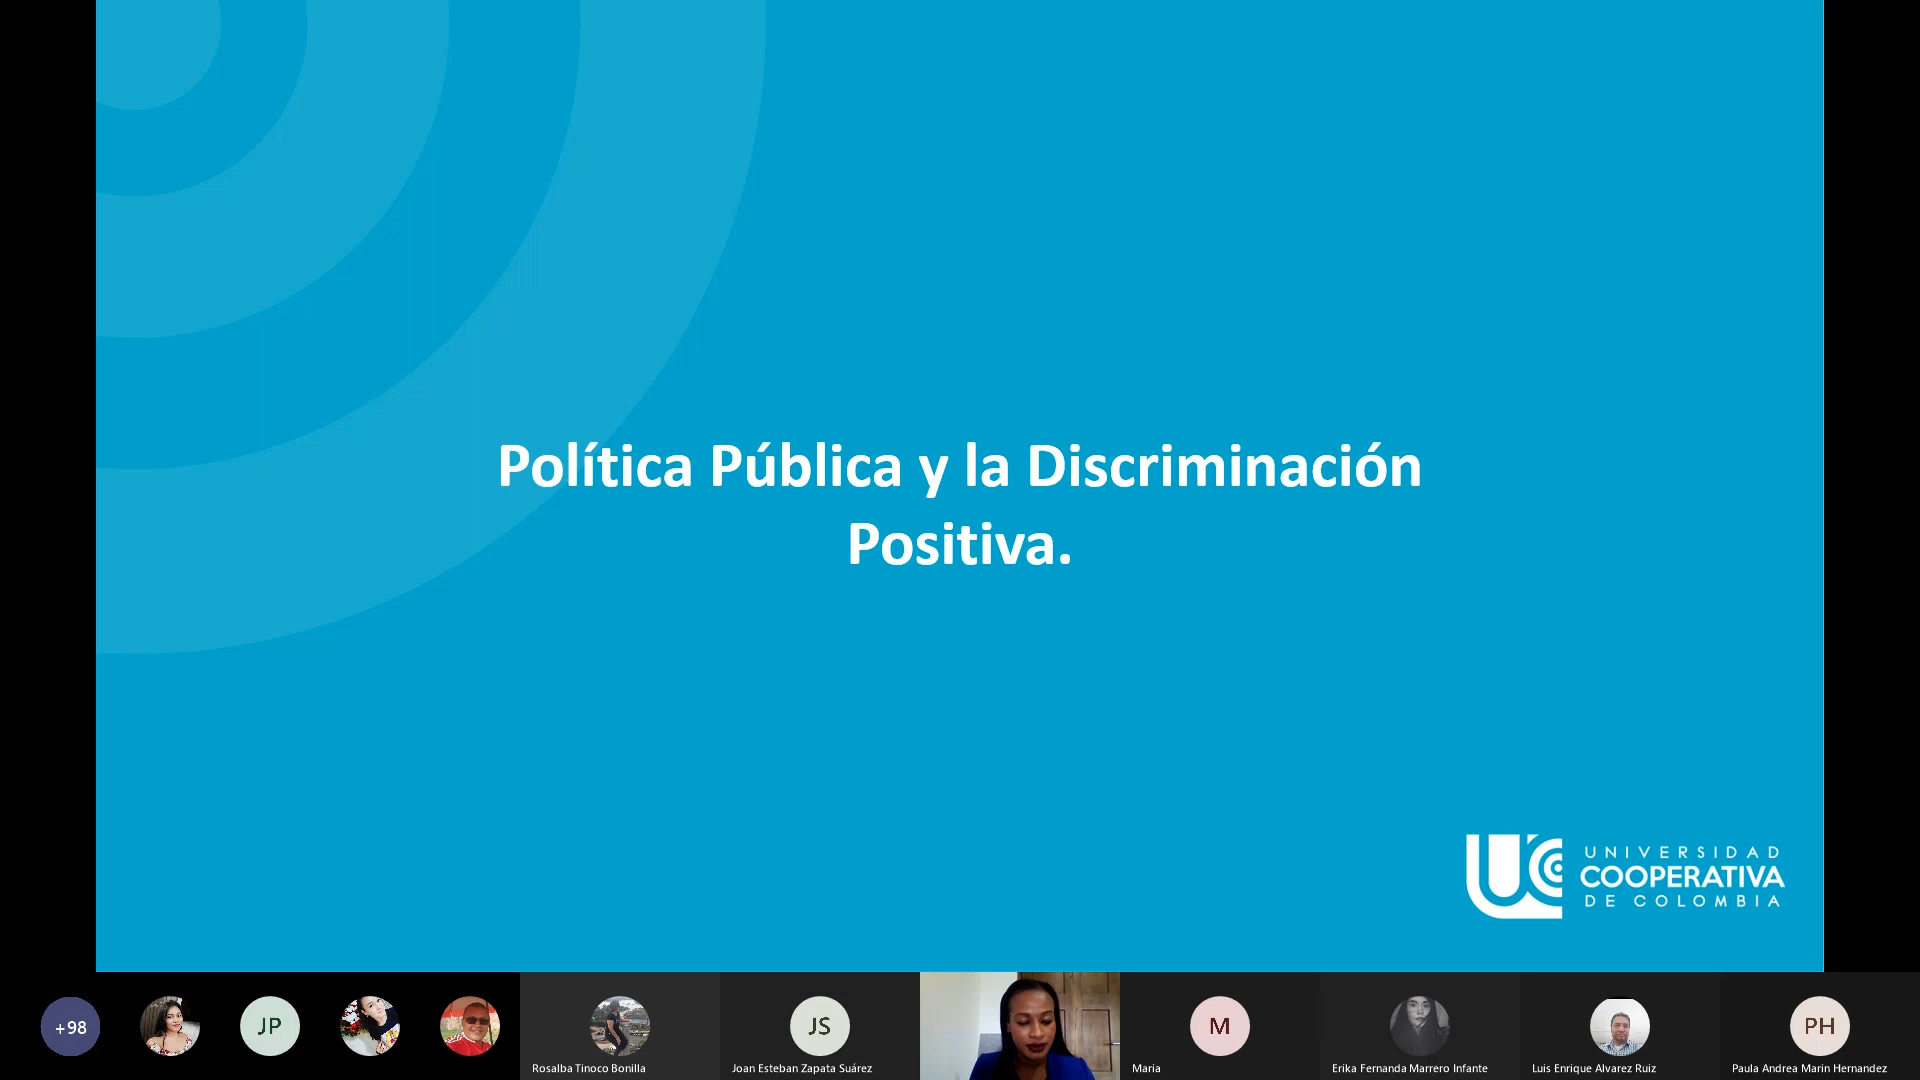 Política Pública y la Discriminación
Positiva.
UNIVERSIDAD
COOPERATIVA
DE COLOMBIA
+98
JP
JS
M
PH
Rosalba Tinoco Bonilla
Joan Esteban Zapata Suárez
Maria
Erika Fernanda Marrero Infante
Luis Enrique Alvarez Ruiz
Paula Andrea Marin Hernandez